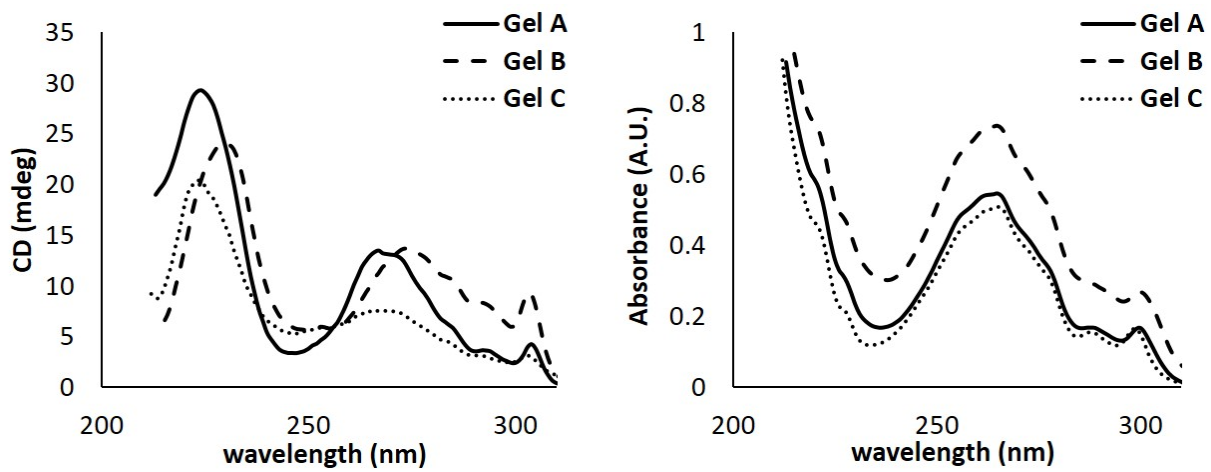 35
30
25
20
15
10
5
0
CD (mdeg)
200
250
300
wavelength (nm)
Gel A
Gel B
Gel C
1
0.8
0.6
0.4
0.2
0
Absorbance (A.U.)
200
250
300
wavelength (nm)
Gel A
Gel B
Gel C